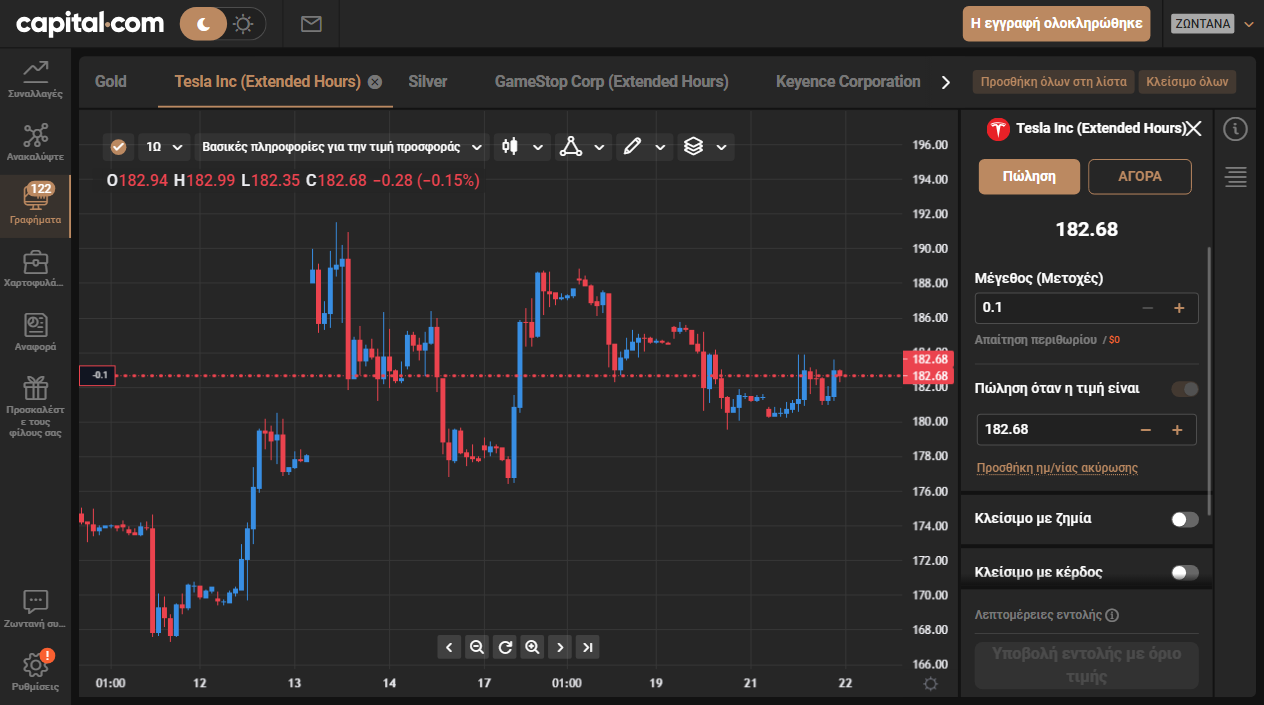 capital.com
Η εγγραφή ολοκληρώθηκε
ΖΩΝΤΑΝΑ
Συναλλαγές
Ανακαλύψτε
122
Γραφήματα
Χαρτοφυλά...
Αναφορά
Προσκαλέστ
ε τους
φίλους σας
Ζωντανή συ...
!
Ρυθμίσεις
Gold
Tesla Inc (Extended Hours)
Silver
GameStop Corp (Extended Hours)
Keyence Corporation
Προσθήκη όλων στη λίστα
Κλείσιμο όλων
1Ω
Βασικές πληροφορίες για την τιμή προσφοράς
O182.94 H182.99 L182.35 C182.68 −0.28 (−0.15%)
196.00
194.00
192.00
190.00
188.00
186.00
184.00
182.68
182.68
182.00
180.00
178.00
176.00
174.00
172.00
170.00
168.00
166.00
-0.1
01:00
12
13
14
17
01:00
19
21
22
Tesla Inc (Extended Hours)
Πώληση
ΑΓΟΡΑ
182.68
Μέγεθος (Μετοχές)
0.1
− +
Απαίτηση περιθωρίου / $0
Πώληση όταν η τιμή είναι
182.68
− +
Προσθήκη ημ/νίας ακύρωσης
Κλείσιμο με ζημία
Κλείσιμο με κέρδος
Λεπτομέρειες εντολής
Υποβολή εντολής με όριο
τιμής